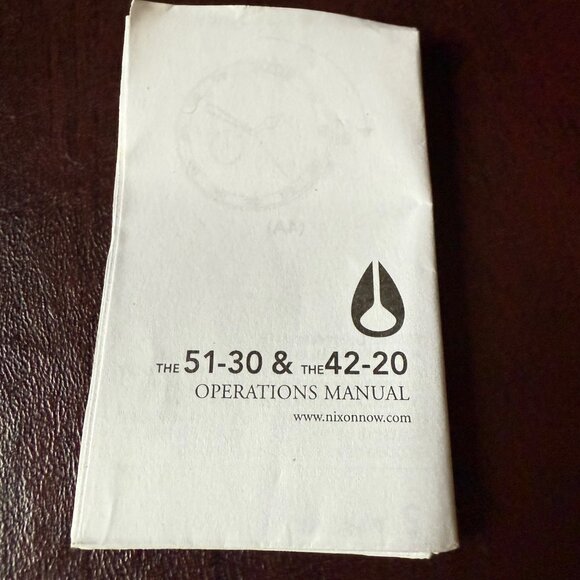 THE 51-30 & THE 42-20
OPERATIONS MANUAL
www.nixonnow.com